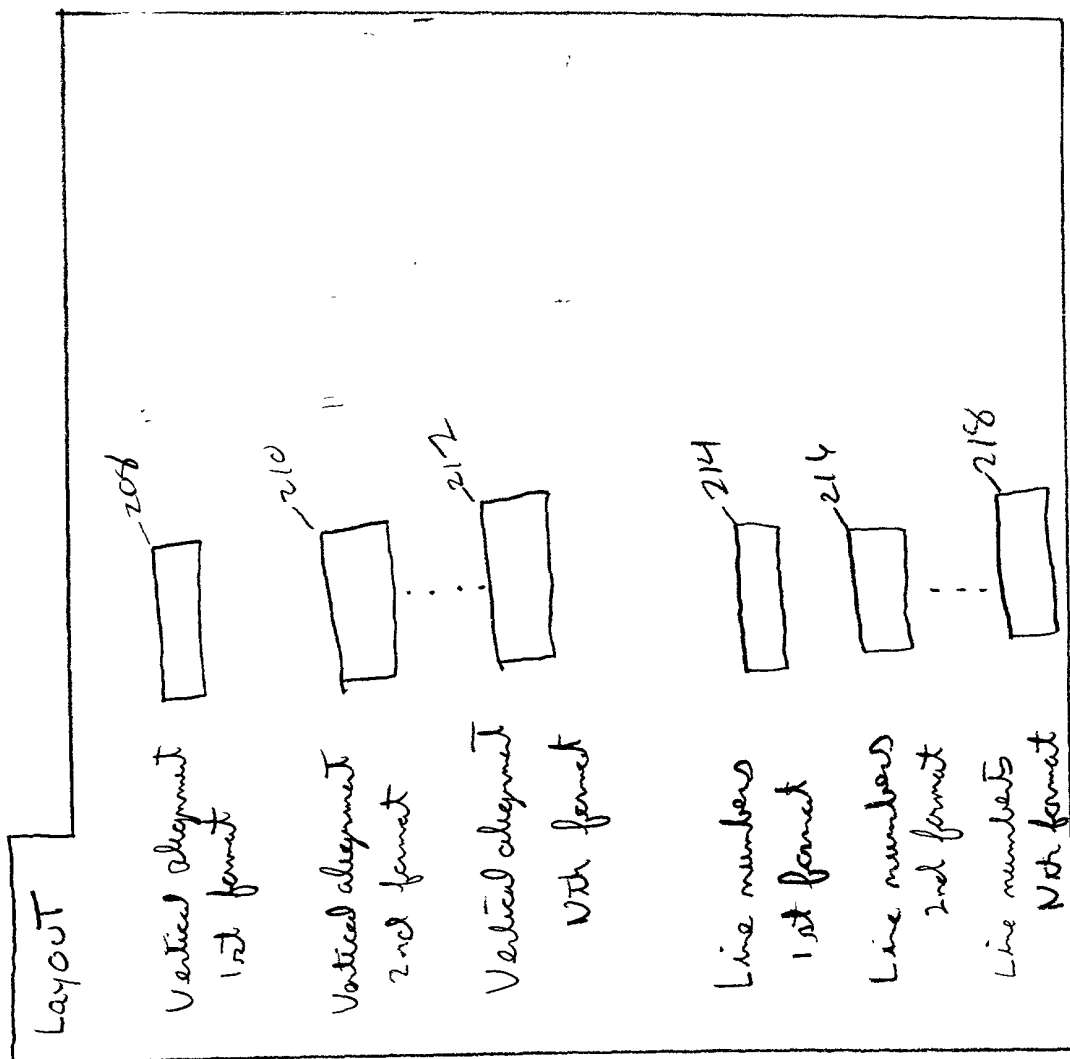 Layout
Vertical alignment 208
1st format
Vertical alignment 210
2nd format
Vertical alignment 212
Nth format
Line numbers 214
1st format
Line numbers 216
2nd format
Line numbers 218
Nth format